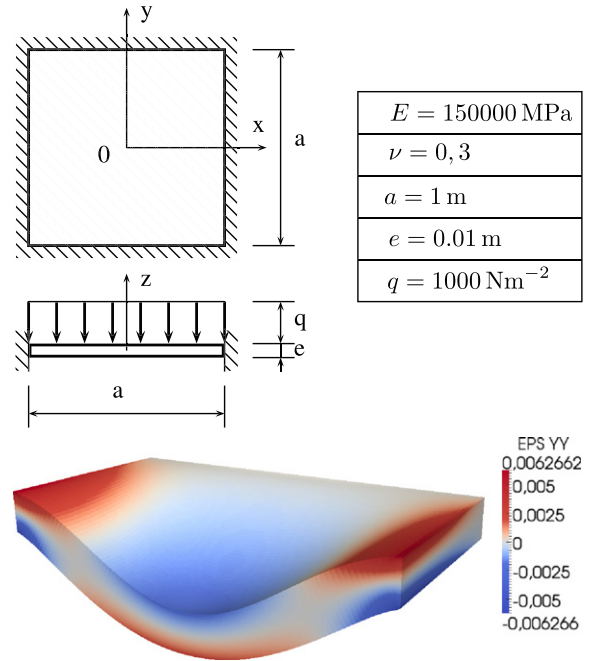 y
x
0
a
z
q
e
a
E = 150000 MPa
ν = 0, 3
a = 1 m
e = 0.01 m
q = 1000 Nm⁻²
EPS YY
0,0062662
0,005
0,0025
0
-0,0025
-0,005
-0,006266